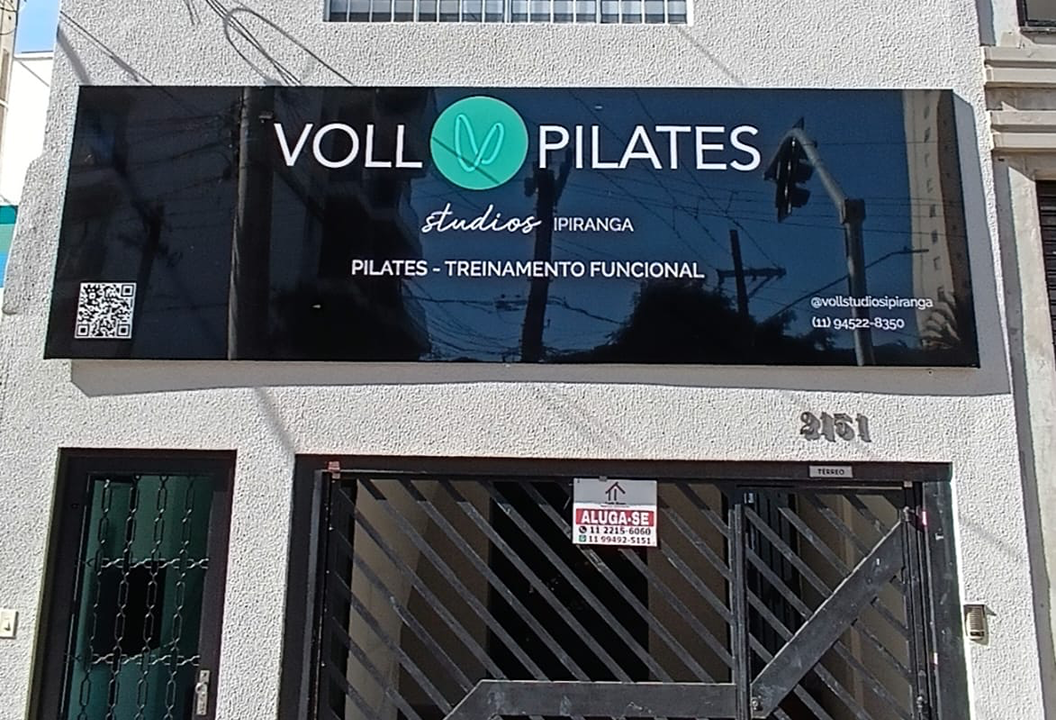 VOLL PILATES
studios IPIRANGA
PILATES - TREINAMENTO FUNCIONAL
@vollstudiosipiranga
(11) 94522-8350
2151
TÉRREO
ALUGA-SE
11 2215-6060
11 99492-5151